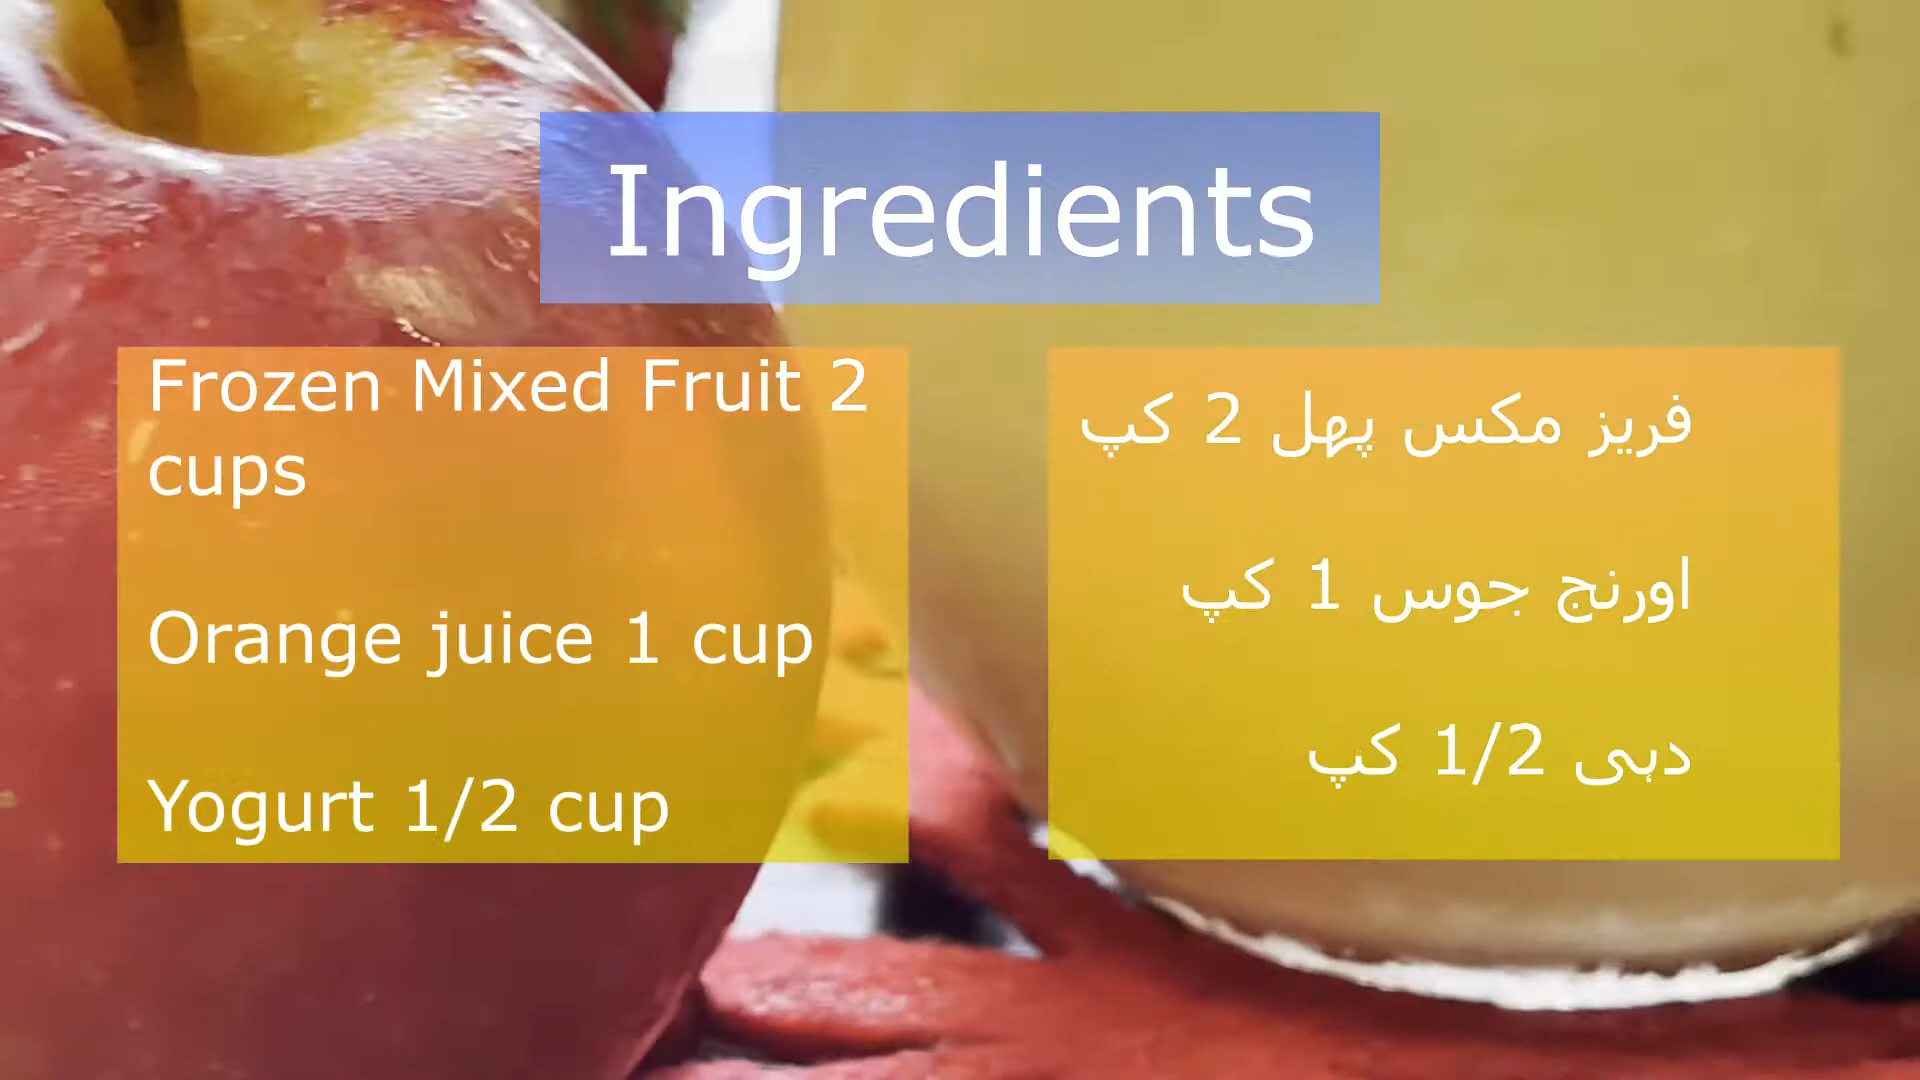 Ingredients
Frozen Mixed Fruit 2
cups
Orange juice 1 cup
Yogurt 1/2 cup
فریز مکس پھل 2 کپ
اورنج جوس 1 کپ
دہی 1/2 کپ